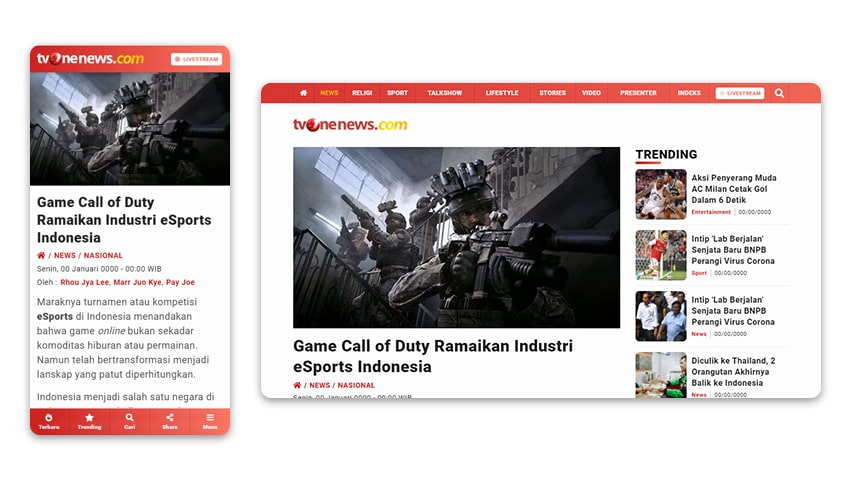 tvOnenews.com
LIVESTREAM
Game Call of Duty
Ramaikan Industri eSports
Indonesia
/ NEWS / NASIONAL
Senin, 00 Januari 0000 - 00:00 WIB
Oleh : Rhou Jya Lee, Marr Juo Kye, Pay Joe
Maraknya turnamen atau kompetisi
eSports di Indonesia menandakan
bahwa game online bukan sekadar
komoditas hiburan atau permainan.
Namun telah bertransformasi menjadi
lanskap yang patut diperhitungkan.
Indonesia menjadi salah satu negara di
Terbaru Trending Cari Share Menu
NEWS RELIGI SPORT TALKSHOW LIFESTYLE STORIES VIDEO PRESENTER INDEKS LIVESTREAM
tvOnenews.com
Game Call of Duty Ramaikan Industri
eSports Indonesia
/ NEWS / NASIONAL
Senin, 00 Januari 0000 - 00:00 WIB
TRENDING
Aksi Penyerang Muda
AC Milan Cetak Gol
Dalam 6 Detik
Entertainment | 00/00/0000
Intip 'Lab Berjalan'
Senjata Baru BNPB
Perangi Virus Corona
Sport | 00/00/0000
Intip 'Lab Berjalan'
Senjata Baru BNPB
Perangi Virus Corona
News | 00/00/0000
Diculik ke Thailand, 2
Orangutan Akhirnya
Balik ke Indonesia
News | 00/00/0000